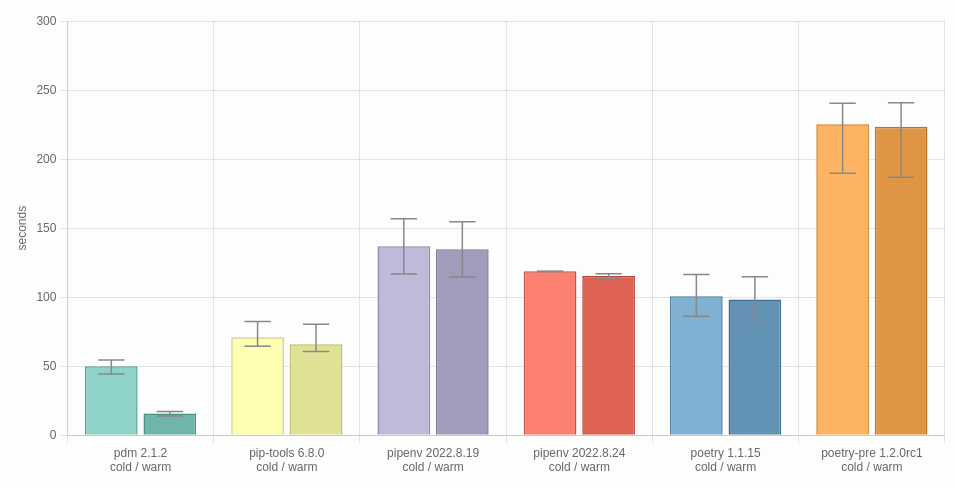 300
250
200
150
100
50
0
seconds
pdm 2.1.2
cold / warm
pip-tools 6.8.0
cold / warm
pipenv 2022.8.19
cold / warm
pipenv 2022.8.24
cold / warm
poetry 1.1.15
cold / warm
poetry-pre 1.2.0rc1
cold / warm